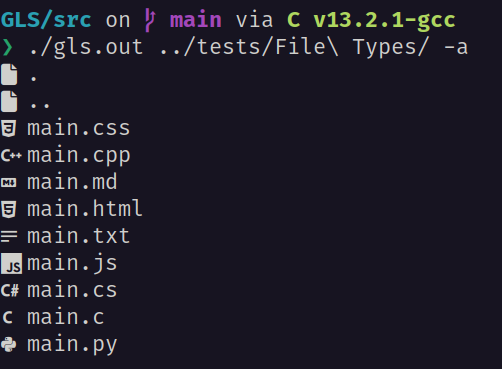 GLS/src on  main via C v13.2.1-gcc
❯ ./gls.out ../tests/File\ Types/ -a
.
..
main.css
C++ main.cpp
main.md
5 main.html
main.txt
JS main.js
C# main.cs
C main.c
main.py